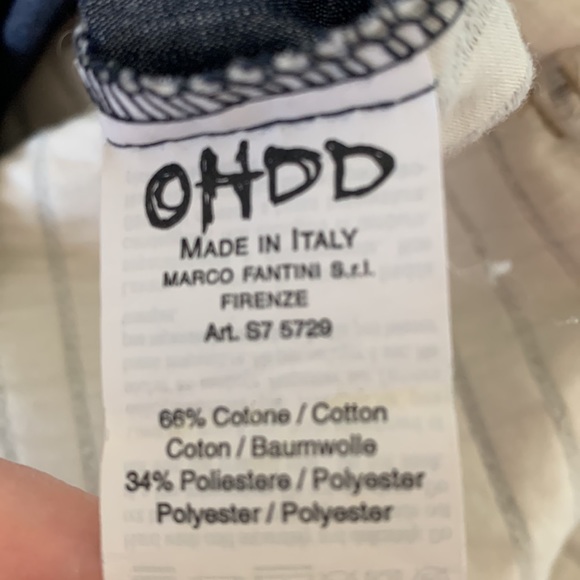 OHDD
MADE IN ITALY
MARCO FANTINI S.r.l.
FIRENZE
Art. S7 5729
66% Cotone / Cotton
Coton / Baumwolle
34% Poliestere / Polyester
Polyester / Polyester